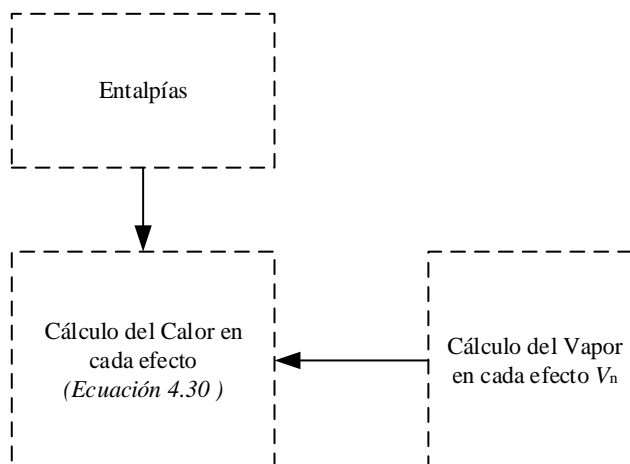 Entalpías
Cálculo del Calor en
cada efecto
(Ecuación 4.30 )
Cálculo del Vapor
en cada efecto Vn